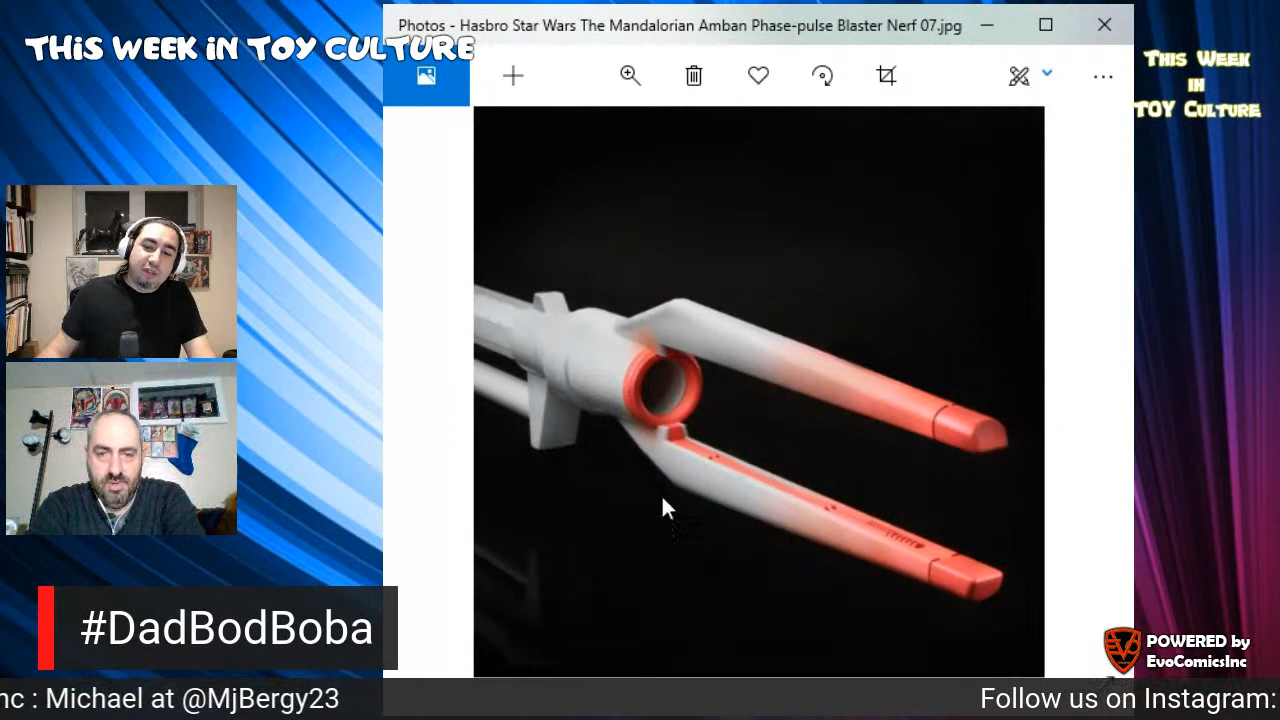 Photos - Hasbro Star Wars The Mandalorian Amban Phase-pulse Blaster Nerf 07.jpg
THiS WEEK iN TOY CULTURE
This Week
in
TOY Culture
#DadBodBoba
POWERED by
EvoComicsInc
EVO
nc : Michael at @MjBergy23
Follow us on Instagram: